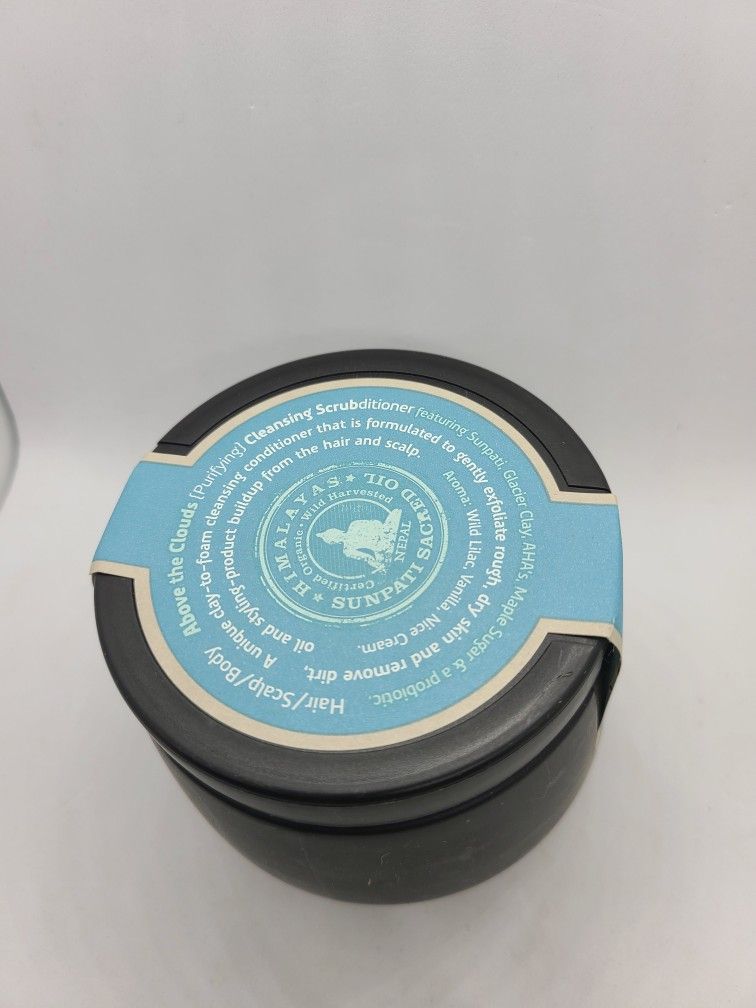 Above the Clouds [Purifying] Cleansing Scrubditioner featuring Sunpati, Glacier Clay, AHA's, Maple Sugar & a probiotic.
Hair/Scalp/Body
A unique clay-to-foam cleansing conditioner that is formulated to gently exfoliate rough, dry skin and remove dirt,
oil and styling-product buildup from the hair and scalp.
Aroma: Wild Lilac, Vanilla, Nice Cream.
HIMALAYAS ★ SUNPATI SACRED OIL ★
Certified Organic • Wild Harvested
NEPAL